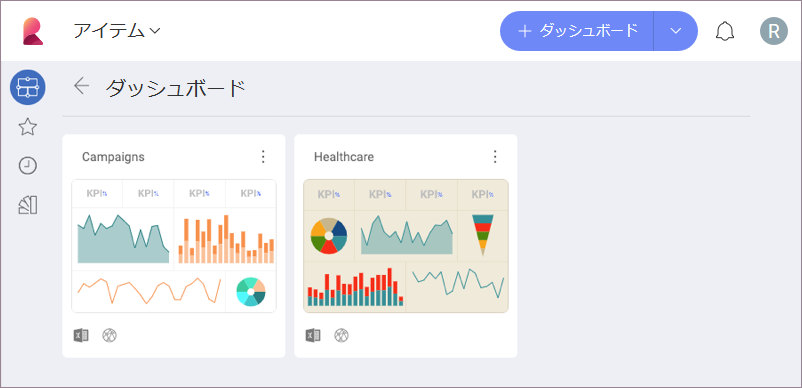 アイテム
+ ダッシュボード
R
ダッシュボード
Campaigns
Healthcare
KPI% KPI% KPI% KPI%
KPI% KPI% KPI% KPI%